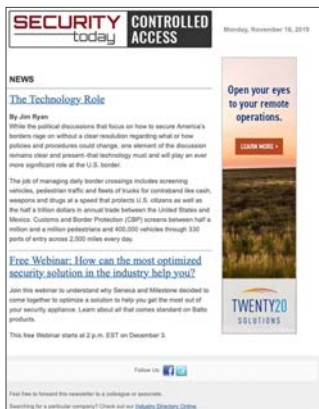 SECURITY today CONTROLLED ACCESS
Monday, November 18, 2019
NEWS
The Technology Role
By Jim Ryan
While the political discussions that focus on how to secure America's
borders rage on without a clear resolution regarding what or how
policies and procedures could change, one element of the discussion
remains clear and present–that technology must and will play an ever
more significant role at the U.S. border.
The job of managing daily border crossings includes screening
vehicles, pedestrian traffic and fleets of trucks for contraband like cash,
weapons and drugs at a speed that protects U.S. citizens as well as
the half a trillion dollars in annual trade between the United States and
Mexico. Customs and Border Protection (CBP) screens between half a
million and a million pedestrians and 400,000 vehicles through 330
ports of entry across 2,500 miles every day.
Free Webinar: How can the most optimized
security solution in the industry help you?
Join this webinar to understand why Seneca and Milestone decided to
come together to optimize a solution to help you get the most out of
your security appliance. Learn about all that comes standard on Balto
products.
This free Webinar starts at 2 p.m. EST on December 3.
Open your eyes
to your remote
operations.
LEARN MORE >
TWENTY20
SOLUTIONS
Follow Us:
Feel free to forward this newsletter to a colleague or associate.
Searching for a particular company? Check out our Industry Directory Online.